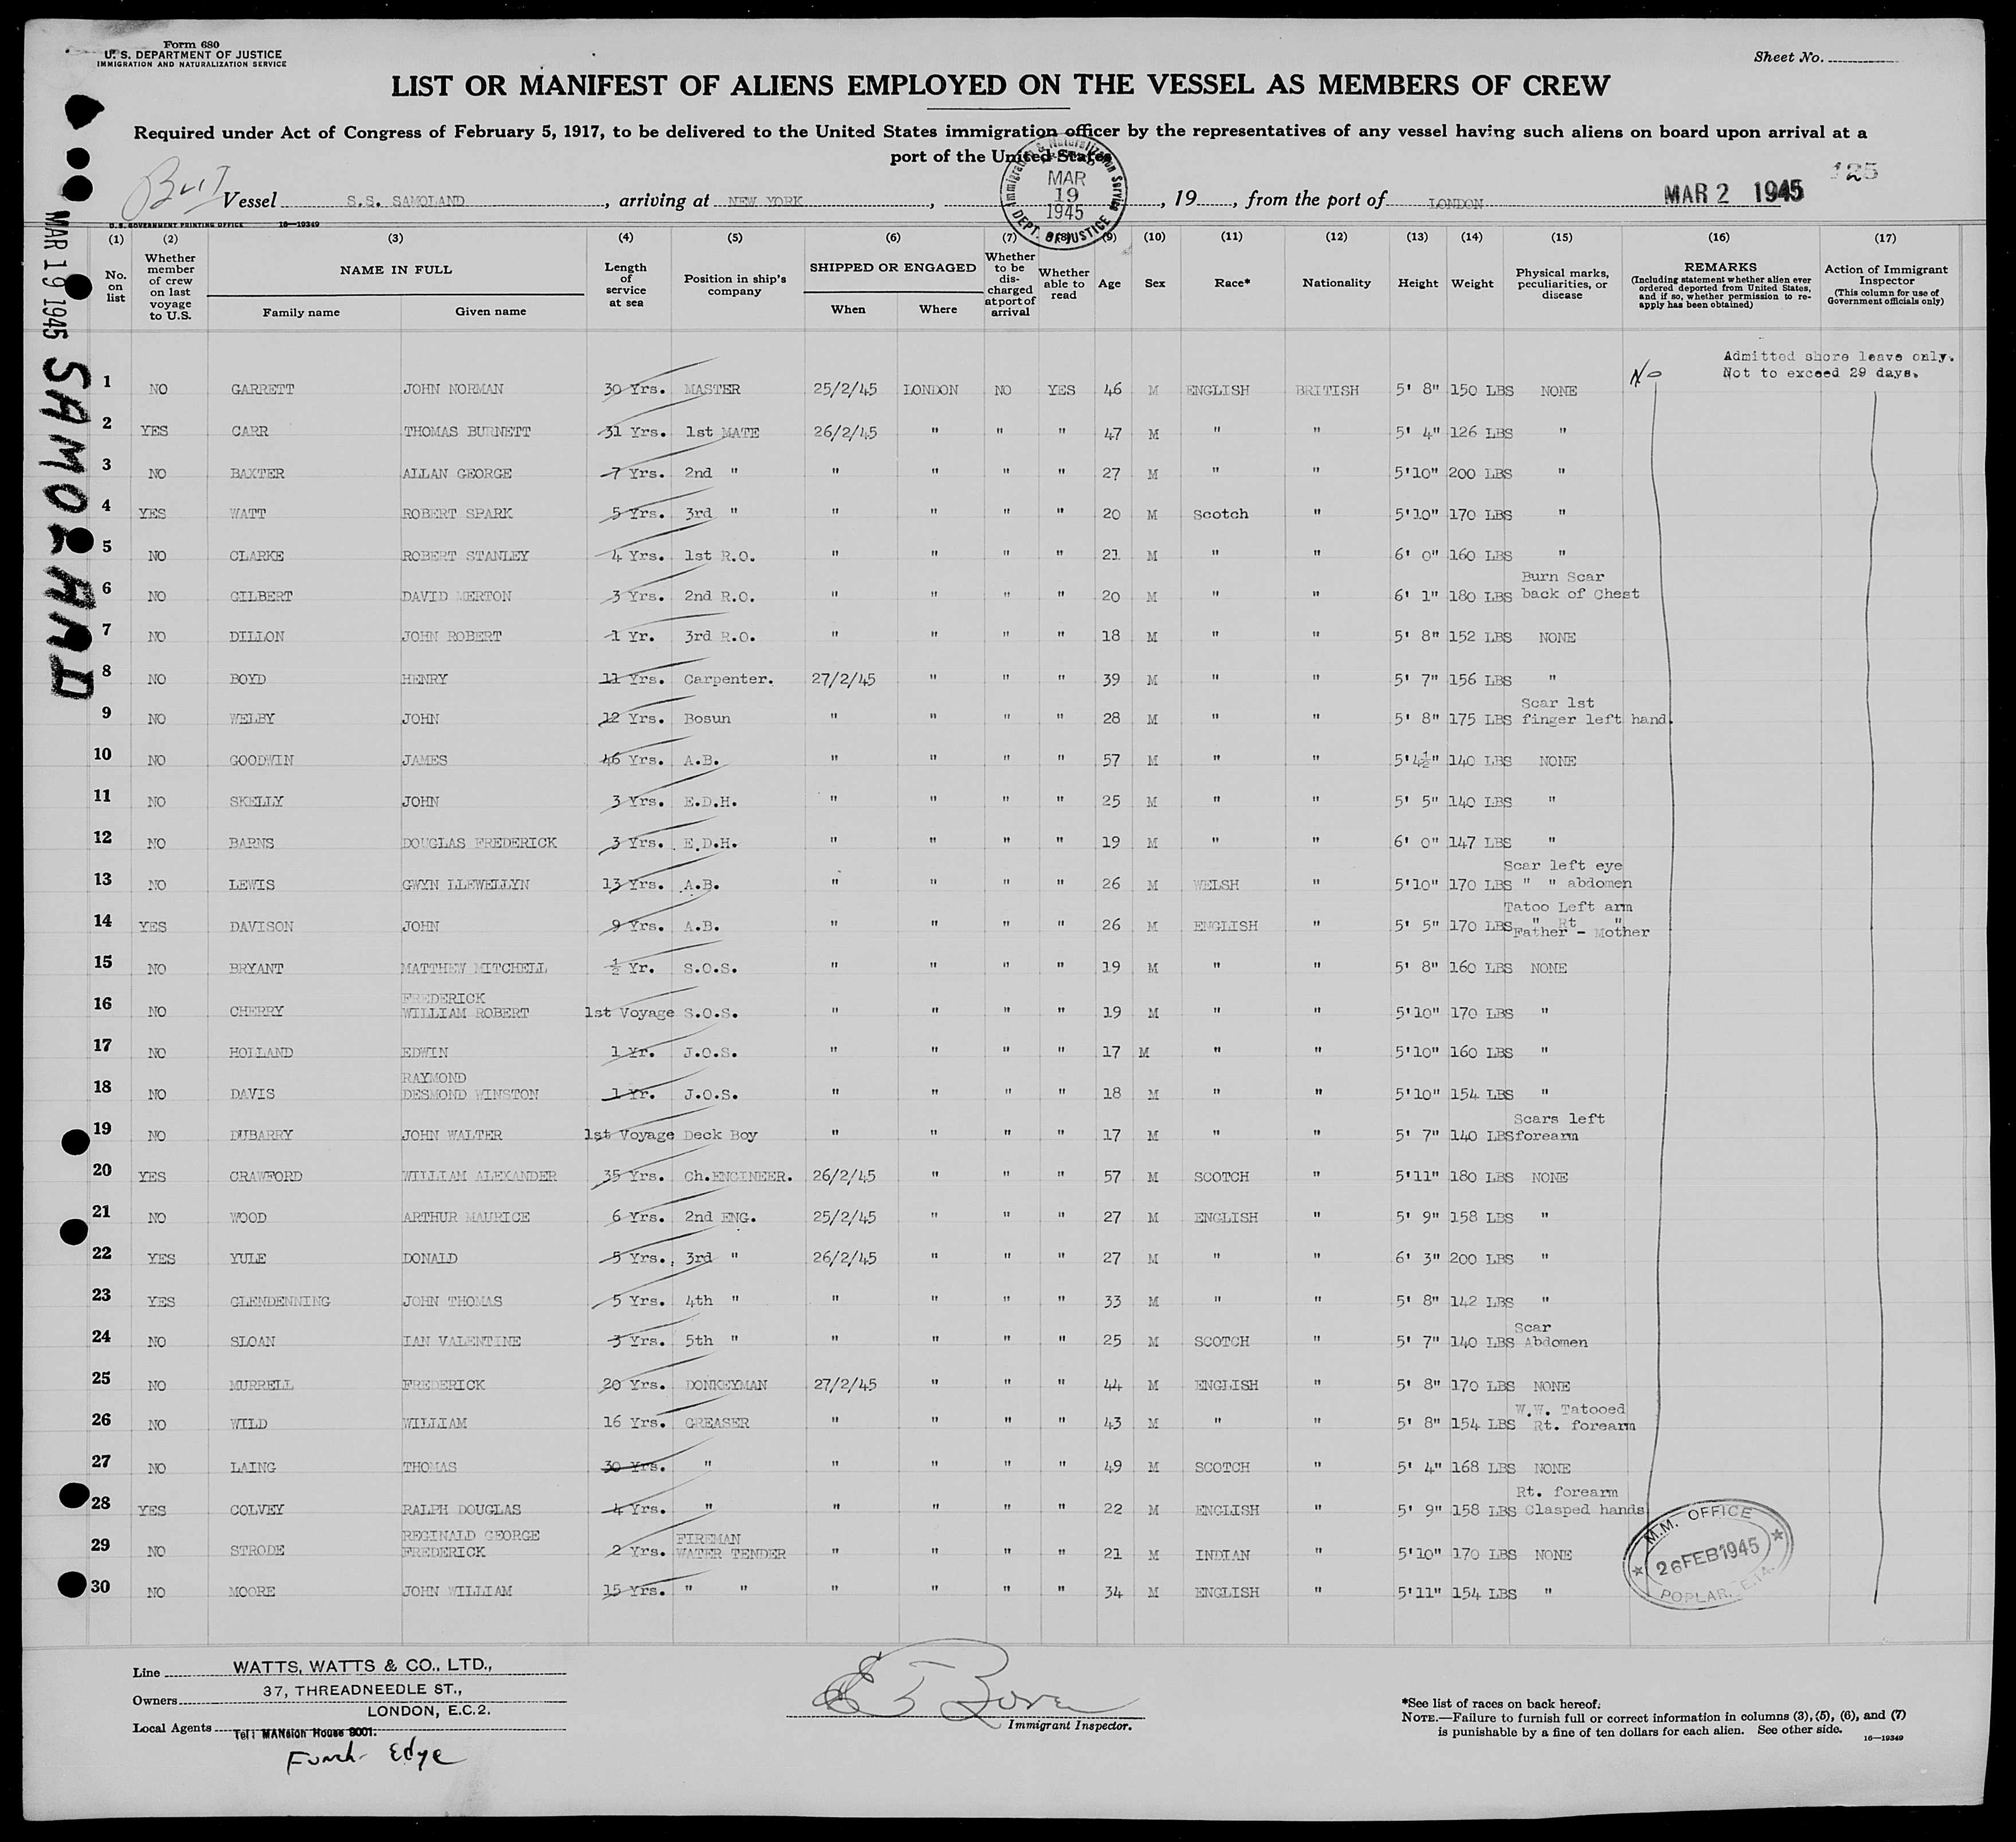 Form 680
U. S. DEPARTMENT OF JUSTICE
IMMIGRATION AND NATURALIZATION SERVICE
Sheet No.
LIST OR MANIFEST OF ALIENS EMPLOYED ON THE VESSEL AS MEMBERS OF CREW
Required under Act of Congress of February 5, 1917, to be delivered to the United States immigration officer by the representatives of any vessel having such aliens on board upon arrival at a
port of the United States
Immigration & Naturalization Service
MAR
19
1945
DEPT. OF JUSTICE
125
Vessel S.S. SAMOLAND, arriving at NEW YORK, 19, from the port of LONDON MAR 2 1945
U. S. GOVERNMENT PRINTING OFFICE 16—19349
MAR 19 1945 SAMOLAND
(1) (2) (3) (4) (5) (6) (7) (8) (9) (10) (11) (12) (13) (14) (15) (16) (17)
No. on list
Whether member of crew on last voyage to U.S.
NAME IN FULL
Family name Given name
Length of service at sea
Position in ship's company
SHIPPED OR ENGAGED
When Where
Whether to be discharged at port of arrival
Whether able to read
Age Sex Race* Nationality Height Weight
Physical marks, peculiarities, or disease
REMARKS
(Including statement whether alien ever ordered deported from United States, and if so, whether permission to reapply has been obtained)
Action of Immigrant Inspector
(This column for use of Government officials only)
Admitted shore leave only.
Not to exceed 29 days.
1 NO GARRETT JOHN NORMAN 30 Yrs. MASTER 25/2/45 LONDON NO YES 46 M ENGLISH BRITISH 5' 8" 150 LBS NONE No
2 YES CARR THOMAS BURNETT 31 Yrs. 1st MATE 26/2/45 " " " 47 M " " 5' 4" 126 LBS "
3 NO BAXTER ALLAN GEORGE 7 Yrs. 2nd " " " " " 27 M " " 5'10" 200 LBS "
4 YES WATT ROBERT SPARK 5 Yrs. 3rd " " " " " 20 M Scotch " 5'10" 170 LBS "
5 NO CLARKE ROBERT STANLEY 4 Yrs. 1st R.O. " " " " 21 M " " 6' 0" 160 LBS "
6 NO GILBERT DAVID MERTON 3 Yrs. 2nd R.O. " " " " 20 M " " 6' 1" 180 LBS Burn Scar back of Chest
7 NO DILLON JOHN ROBERT 1 Yr. 3rd R.O. " " " " 18 M " " 5' 8" 152 LBS NONE
8 NO BOYD HENRY 11 Yrs. Carpenter. 27/2/45 " " " 39 M " " 5' 7" 156 LBS "
9 NO WELBY JOHN 12 Yrs. Bosun " " " " 28 M " " 5' 8" 175 LBS Scar 1st finger left hand
10 NO GOODWIN JAMES 46 Yrs. A.B. " " " " 57 M " " 5'4½" 140 LBS NONE
11 NO SKELLY JOHN 3 Yrs. E.D.H. " " " " 25 M " " 5' 5" 140 LBS "
12 NO BARNS DOUGLAS FREDERICK 3 Yrs. E.D.H. " " " " 19 M " " 6' 0" 147 LBS "
13 NO LEWIS GWYN LLEWELLYN 13 Yrs. A.B. " " " " 26 M WELSH " 5'10" 170 LBS Scar left eye " " abdomen
14 YES DAVISON JOHN 9 Yrs. A.B. " " " " 26 M ENGLISH " 5' 5" 170 LBS Tatoo Left arm " Rt " Father - Mother
15 NO BRYANT MATTHEW MITCHELL ½ Yr. S.O.S. " " " " 19 M " " 5' 8" 160 LBS NONE
16 NO CHERRY FREDERICK WILLIAM ROBERT 1st Voyage S.O.S. " " " " 19 M " " 5'10" 170 LBS "
17 NO HOLLAND EDWIN 1 Yr. J.O.S. " " " " 17 M " " 5'10" 160 LBS "
18 NO DAVIS RAYMOND DESMOND WINSTON 1 Yr. J.O.S. " " " " 18 M " " 5'10" 154 LBS "
19 NO DUBARRY JOHN WALTER 1st Voyage Deck Boy " " " " 17 M " " 5' 7" 140 LBS Scars left forearm
20 YES CRAWFORD WILLIAM ALEXANDER 35 Yrs. Ch.ENGINEER. 26/2/45 " " " 57 M SCOTCH " 5'11" 180 LBS NONE
21 NO WOOD ARTHUR MAURICE 6 Yrs. 2nd ENG. 25/2/45 " " " 27 M ENGLISH " 5' 9" 158 LBS "
22 YES YULE DONALD 5 Yrs. 3rd " 26/2/45 " " " 27 M " " 6' 3" 200 LBS "
23 YES GLENDENNING JOHN THOMAS 5 Yrs. 4th " " " " " 33 M " " 5' 8" 142 LBS "
24 NO SLOAN IAN VALENTINE 3 Yrs. 5th " " " " " 25 M SCOTCH " 5' 7" 140 LBS Scar Abdomen
25 NO MURRELL FREDERICK 20 Yrs. DONKEYMAN 27/2/45 " " " 44 M ENGLISH " 5' 8" 170 LBS NONE
26 NO WILD WILLIAM 16 Yrs. GREASER " " " " 43 M " " 5' 8" 154 LBS W.W. Tatooed Rt. forearm
27 NO LAING THOMAS 30 Yrs. " " " " " 49 M SCOTCH " 5' 4" 168 LBS NONE
28 YES COLVEY RALPH DOUGLAS 4 Yrs. " " " " " 22 M ENGLISH " 5' 9" 158 LBS Rt. forearm Clasped hands
29 NO STRODE REGINALD GEORGE FREDERICK 2 Yrs. FIREMAN WATER TENDER " " " " 21 M INDIAN " 5'10" 170 LBS NONE
30 NO MOORE JOHN WILLIAM 15 Yrs. " " " " " " 34 M ENGLISH " 5'11" 154 LBS "
M.M. OFFICE
26 FEB 1945
POPLAR, E.14.
Line WATTS, WATTS & CO., LTD.,
Owners 37, THREADNEEDLE ST.,
LONDON, E.C.2.
Local Agents Tel: MANsion House 9001.
Funch Edye
Immigrant Inspector.
*See list of races on back hereof.
NOTE.—Failure to furnish full or correct information in columns (3), (5), (6), and (7)
is punishable by a fine of ten dollars for each alien. See other side.
16—19349